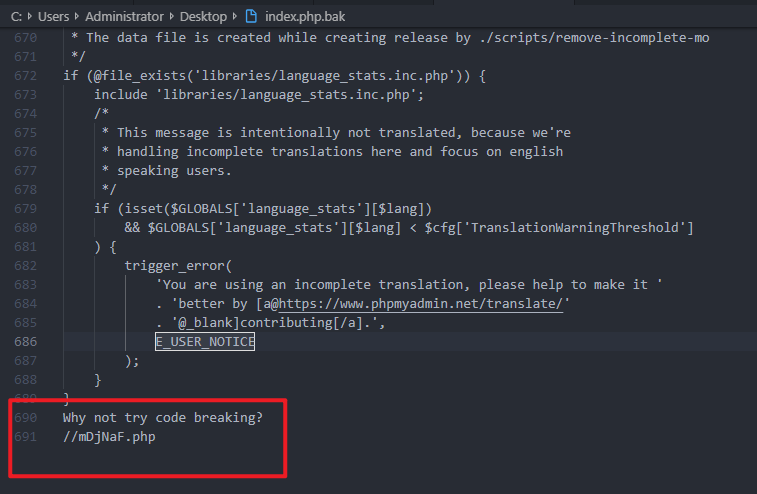 C: Users Administrator Desktop index.php.bak
670 * The data file is created while creating release by ./scripts/remove-incomplete-mo
671 */
672 if (@file_exists('libraries/language_stats.inc.php')) {
673 include 'libraries/language_stats.inc.php';
674 /*
675 * This message is intentionally not translated, because we're
676 * handling incomplete translations here and focus on english
677 * speaking users.
678 */
679 if (isset($GLOBALS['language_stats'][$lang])
680 && $GLOBALS['language_stats'][$lang] < $cfg['TranslationWarningThreshold']
681 ) {
682 trigger_error(
683 'You are using an incomplete translation, please help to make it '
684 . 'better by [a@https://www.phpmyadmin.net/translate/'
685 . '@_blank]contributing[/a].',
686 E_USER_NOTICE
687 );
688 }
689 }
690 Why not try code breaking?
691 //mDjNaF.php